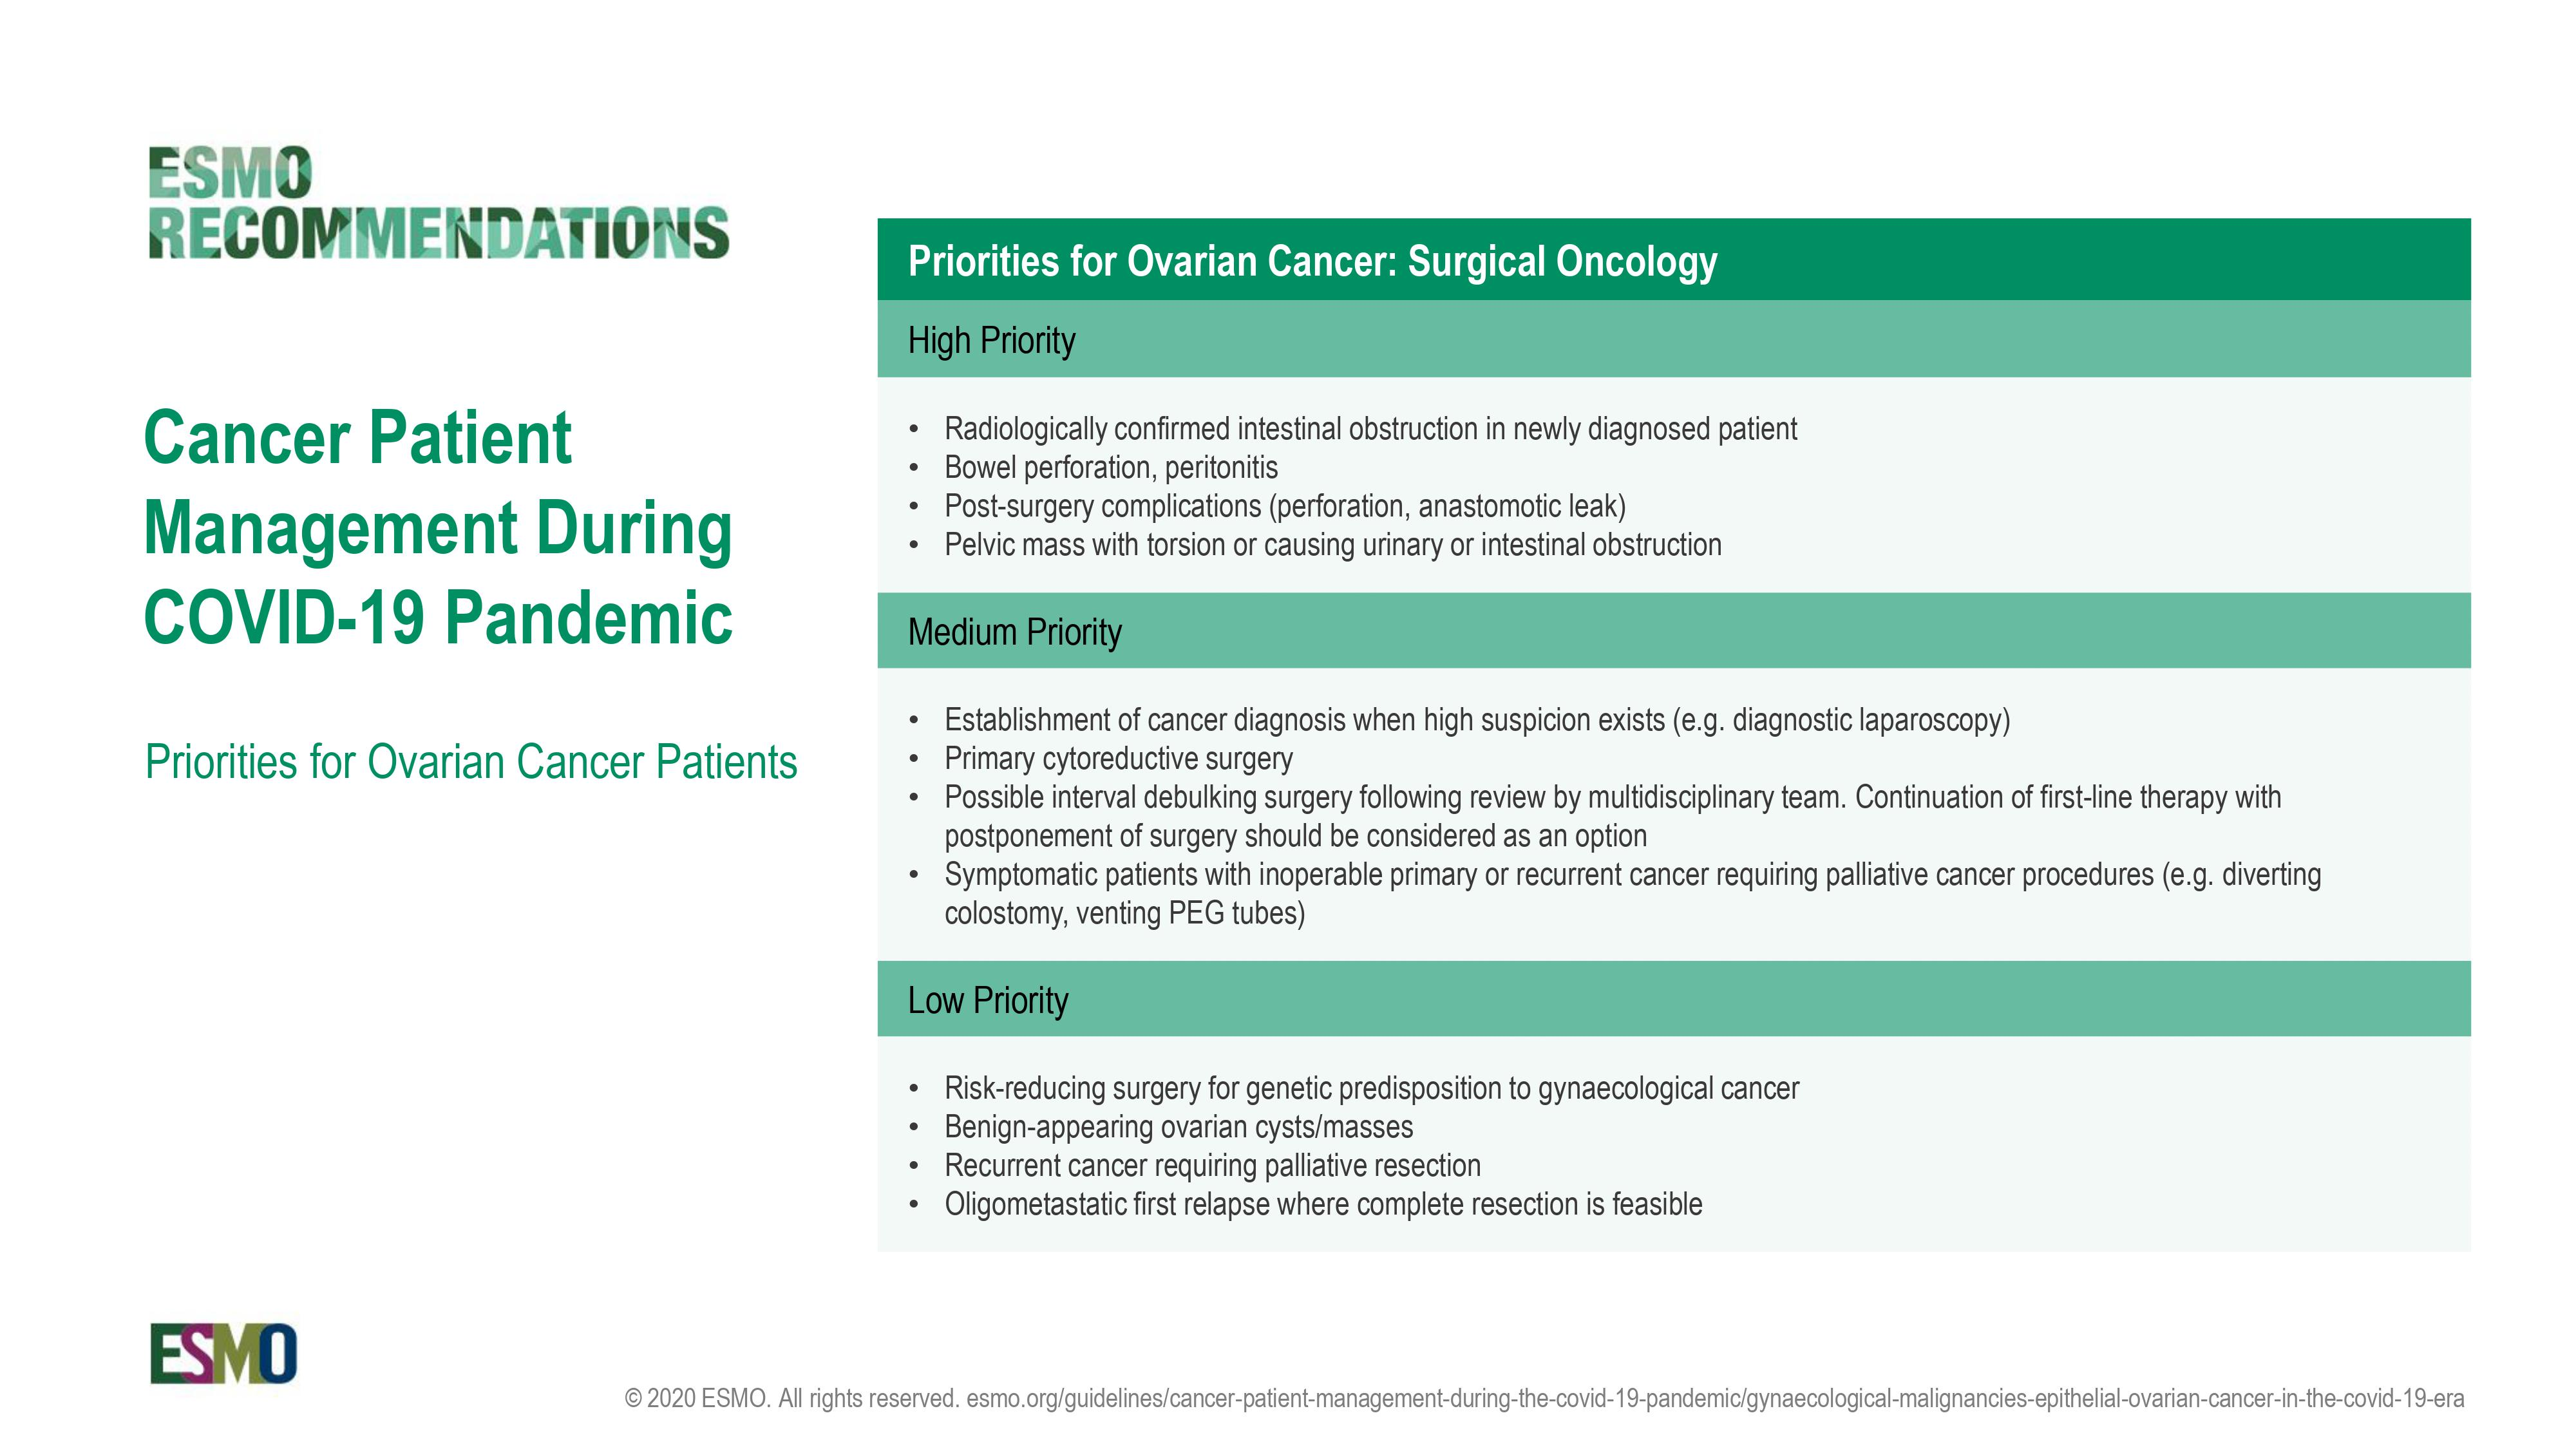 ESMO
RECOMMENDATIONS
Cancer Patient
Management During
COVID-19 Pandemic
Priorities for Ovarian Cancer Patients
Priorities for Ovarian Cancer: Surgical Oncology
High Priority
• Radiologically confirmed intestinal obstruction in newly diagnosed patient
• Bowel perforation, peritonitis
• Post-surgery complications (perforation, anastomotic leak)
• Pelvic mass with torsion or causing urinary or intestinal obstruction
Medium Priority
• Establishment of cancer diagnosis when high suspicion exists (e.g. diagnostic laparoscopy)
• Primary cytoreductive surgery
• Possible interval debulking surgery following review by multidisciplinary team. Continuation of first-line therapy with
postponement of surgery should be considered as an option
• Symptomatic patients with inoperable primary or recurrent cancer requiring palliative cancer procedures (e.g. diverting
colostomy, venting PEG tubes)
Low Priority
• Risk-reducing surgery for genetic predisposition to gynaecological cancer
• Benign-appearing ovarian cysts/masses
• Recurrent cancer requiring palliative resection
• Oligometastatic first relapse where complete resection is feasible
ESMO
© 2020 ESMO. All rights reserved. esmo.org/guidelines/cancer-patient-management-during-the-covid-19-pandemic/gynaecological-malignancies-epithelial-ovarian-cancer-in-the-covid-19-era